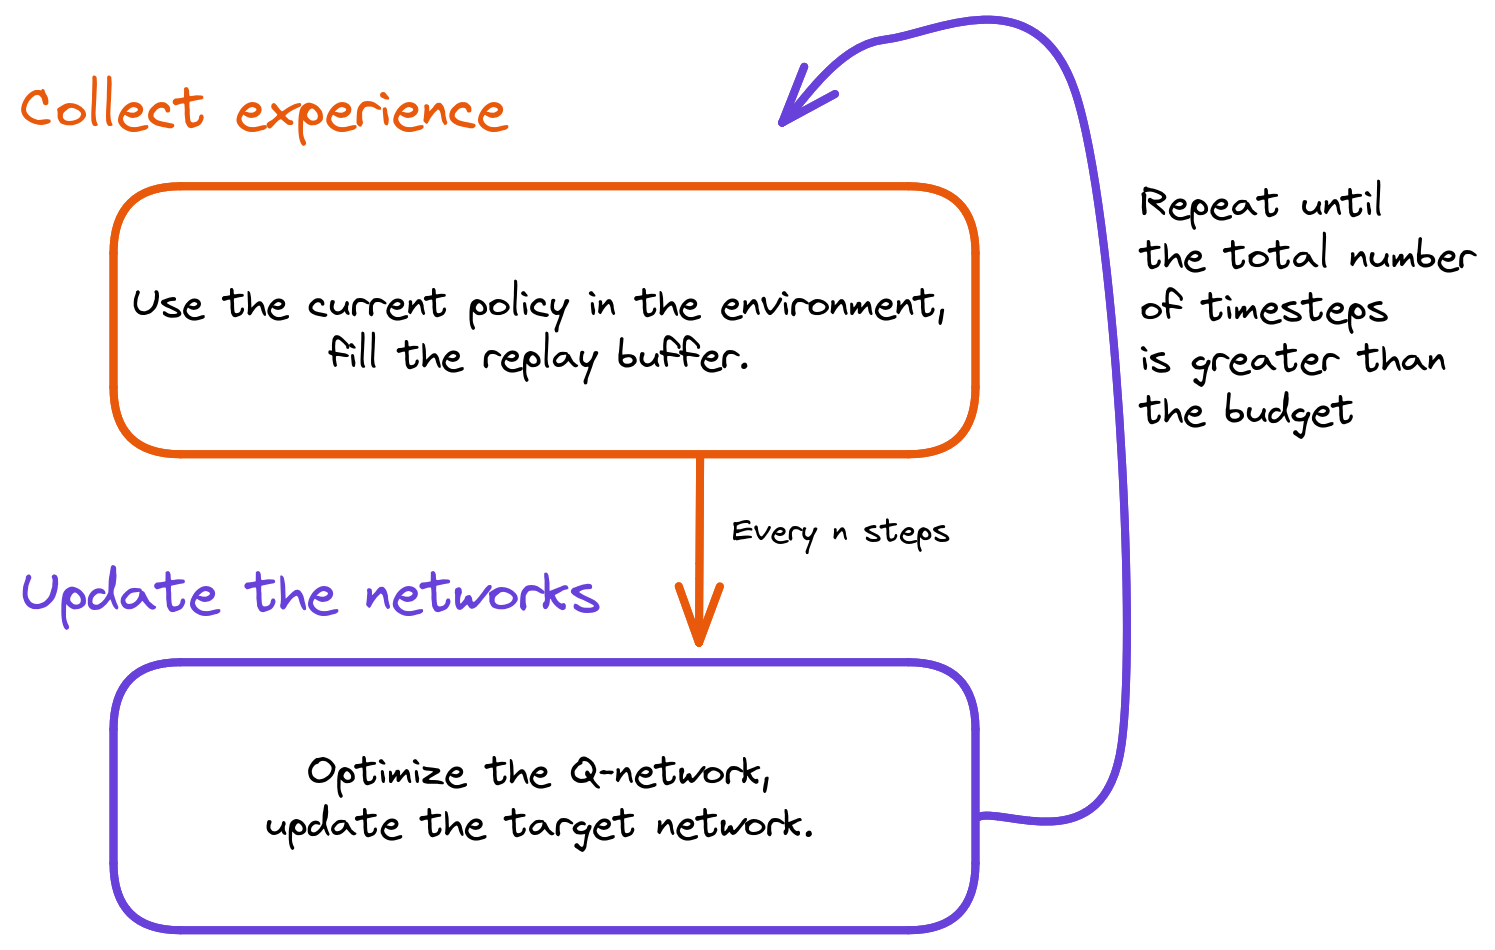 Collect experience
Use the current policy in the environment,
fill the replay buffer.
Repeat until
the total number
of timesteps
is greater than
the budget
Every n steps
Update the networks
Optimize the Q-network,
update the target network.